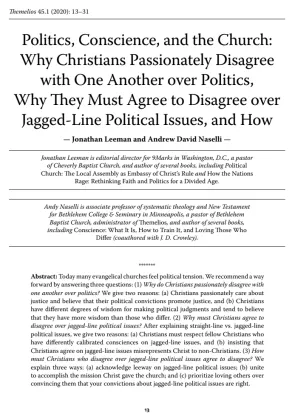 Themelios 45.1 (2020): 13–31
Politics, Conscience, and the Church:
Why Christians Passionately Disagree
with One Another over Politics,
Why They Must Agree to Disagree over
Jagged-Line Political Issues, and How
— Jonathan Leeman and Andrew David Naselli —
Jonathan Leeman is editorial director for 9Marks in Washington, D.C., a pastor
of Cheverly Baptist Church, and author of several books, including Political
Church: The Local Assembly as Embassy of Christ's Rule and How the Nations
Rage: Rethinking Faith and Politics for a Divided Age.
Andy Naselli is associate professor of systematic theology and New Testament
for Bethlehem College & Seminary in Minneapolis, a pastor of Bethlehem
Baptist Church, administrator of Themelios, and author of several books,
including Conscience: What It Is, How to Train It, and Loving Those Who
Differ (coauthored with J. D. Crowley).
*******
Abstract: Today many evangelical churches feel political tension. We recommend a way
forward by answering three questions: (1) Why do Christians passionately disagree with
one another over politics? We give two reasons: (a) Christians passionately care about
justice and believe that their political convictions promote justice, and (b) Christians
have different degrees of wisdom for making political judgments and tend to believe
that they have more wisdom than those who differ. (2) Why must Christians agree to
disagree over jagged-line political issues? After explaining straight-line vs. jagged-line
political issues, we give two reasons: (a) Christians must respect fellow Christians who
have differently calibrated consciences on jagged-line issues, and (b) insisting that
Christians agree on jagged-line issues misrepresents Christ to non-Christians. (3) How
must Christians who disagree over jagged-line political issues agree to disagree? We
explain three ways: (a) acknowledge leeway on jagged-line political issues; (b) unite
to accomplish the mission Christ gave the church; and (c) prioritize loving others over
convincing them that your convictions about jagged-line political issues are right.
13